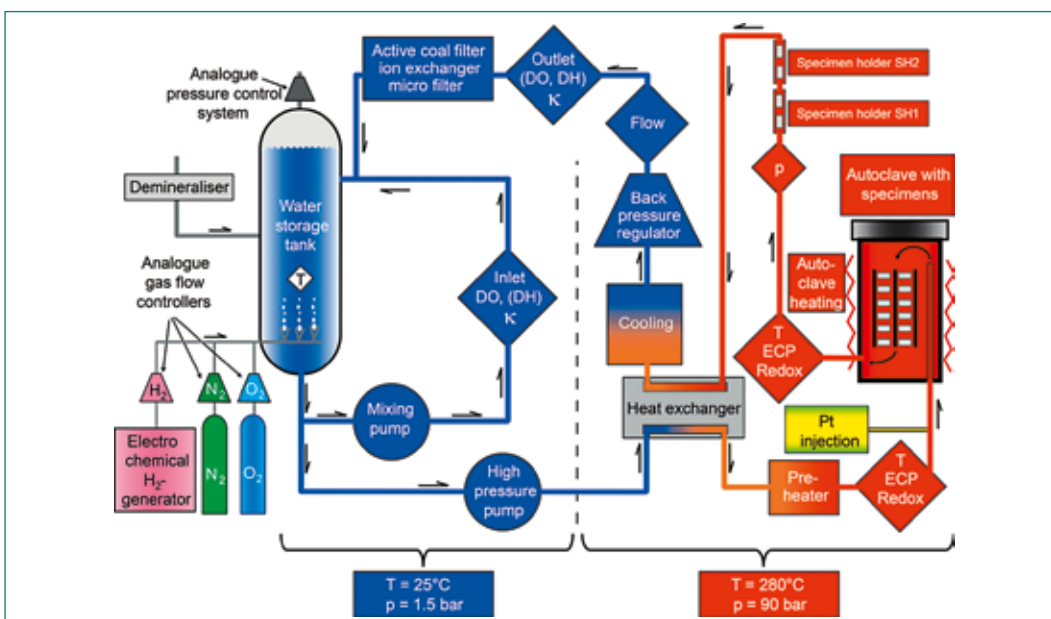 Analogue
pressure control
system
Active coal filter
ion exchanger
micro filter
Outlet
(DO, DH)
κ
Flow
Specimen holder SH2
Specimen holder SH1
p
Autoclave with
specimens
Demineraliser
Water
storage
tank
T
Back
pressure
regulator
Analogue
gas flow
controllers
Inlet
DO, (DH)
κ
Auto-
clave
heating
Cooling
T
ECP
Redox
H₂
N₂
O₂
Mixing
pump
Heat exchanger
Pt
injection
Electro
chemical
H₂-
generator
N₂
O₂
High
pressure
pump
Pre-
heater
T
ECP
Redox
T = 25°C
p = 1.5 bar
T = 280°C
p = 90 bar